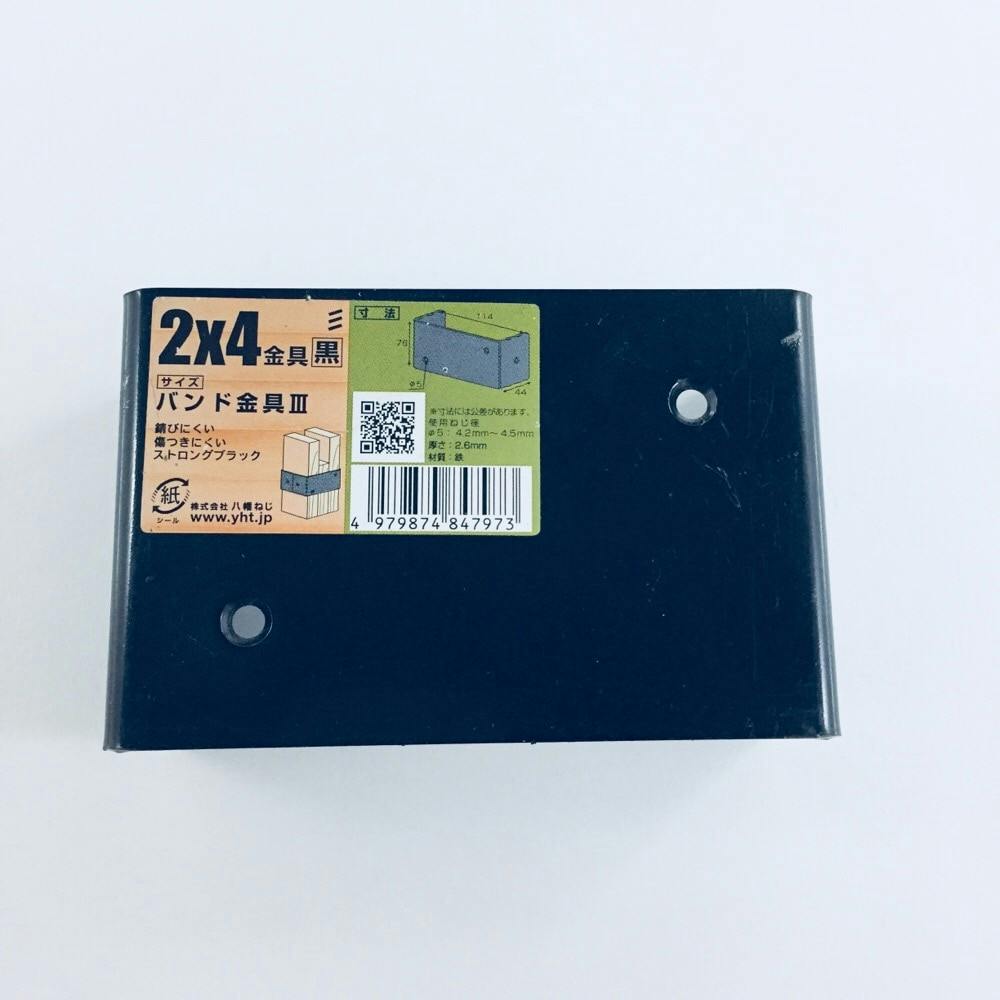 2x4金具黒
サイズ
バンド金具Ⅲ
錆びにくい
傷つきにくい
ストロングブラック
紙
シール
株式会社 八幡ねじ
www.yht.jp
寸法
114
76
φ5
44
※寸法には公差があります。
使用ねじ径
φ5：4.2mm～4.5mm
厚さ：2.6mm
材質：鉄
4 979874 847973